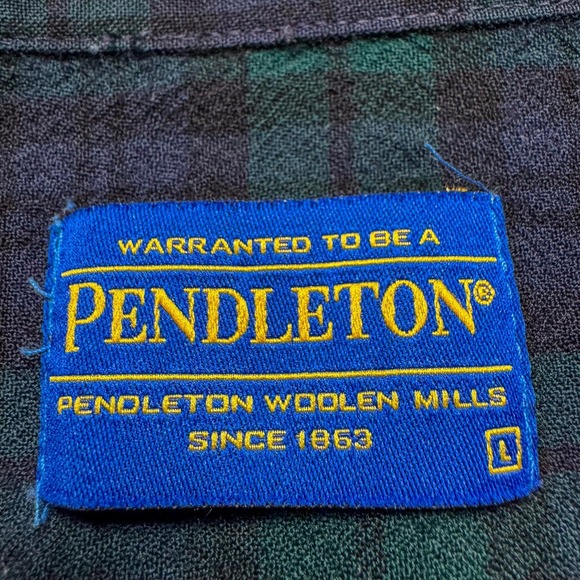 WARRANTED TO BE A
PENDLETON®
PENDLETON WOOLEN MILLS
SINCE 1863
L